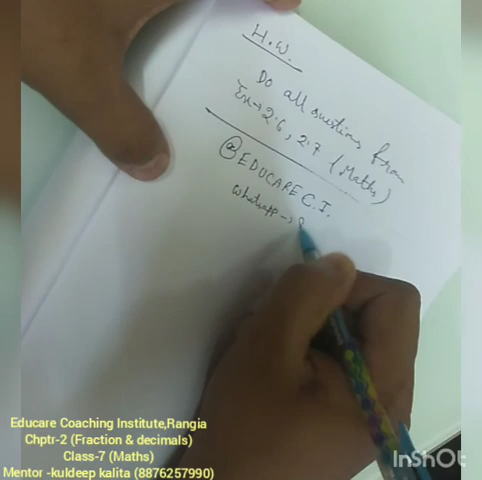 H.W.
Do all questions from
Ex → 2.6, 2.7 (Maths)
@EDUCARE C.I.
Whatsapp →
Educare Coaching Institute,Rangia
Chptr-2 (Fraction & decimals)
Class-7 (Maths)
Mentor -kuldeep kalita (8876257990)
InShOt